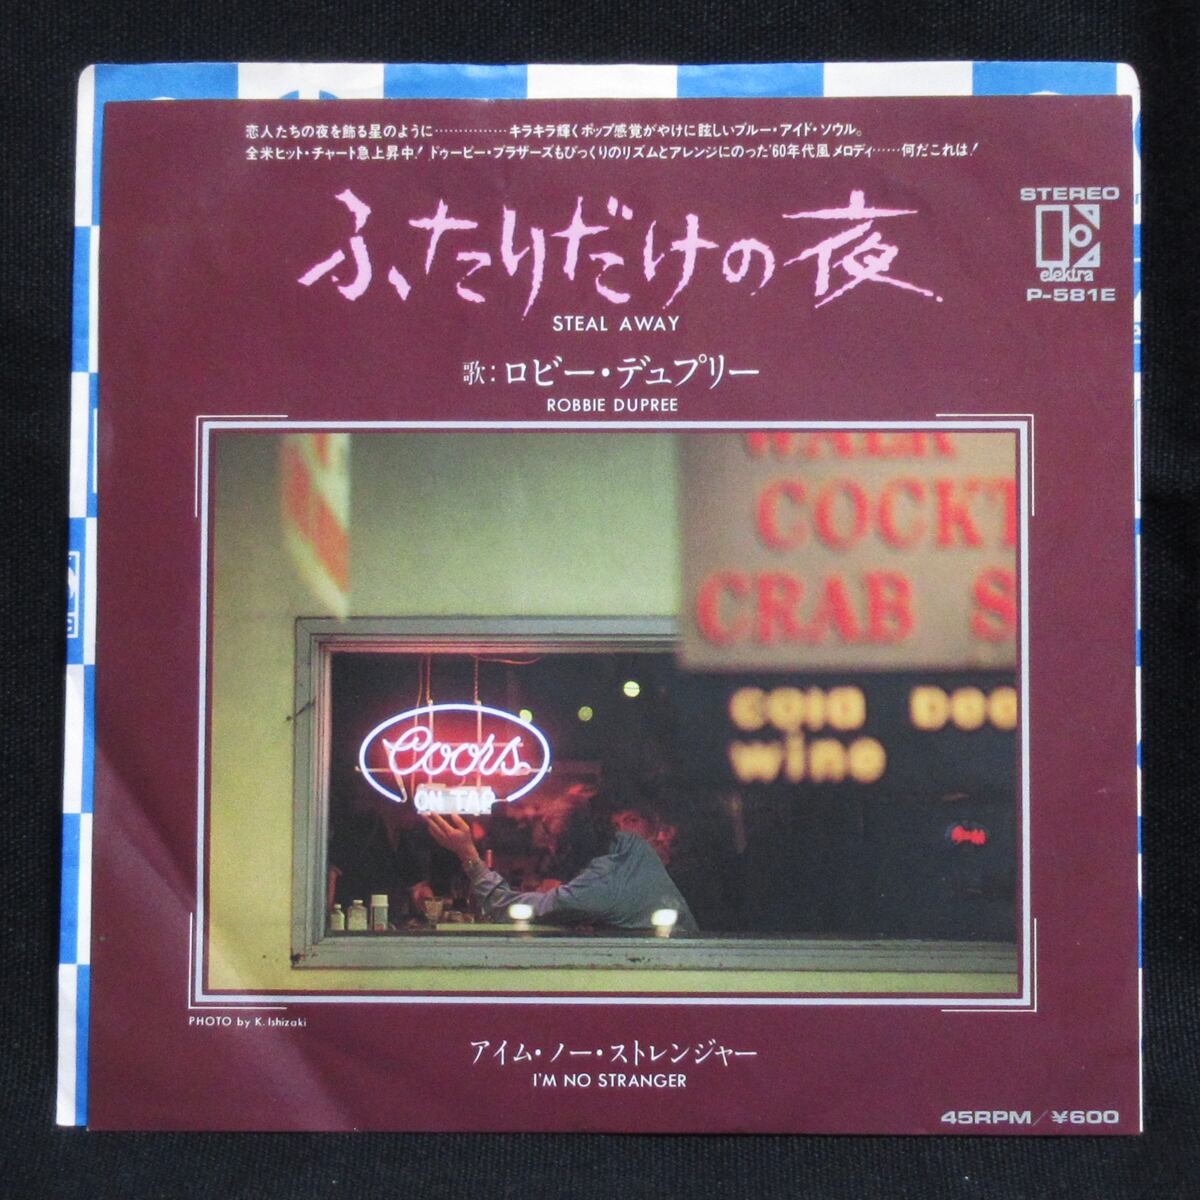 恋人たちの夜を飾る星のように……………キラキラ輝くポップ感覚がやけに眩しいブルー・アイド・ソウル。
全米ヒット・チャート急上昇中！ドゥービー・ブラザーズもびっくりのリズムとアレンジにのった'60年代風メロディ……何だこれは！
STEREO
elektra
P-581E
ふたりだけの夜
STEAL AWAY
歌：ロビー・デュプリー
ROBBIE DUPREE
WALK
COCKT
CRAB S
Cold
wine
Coors
ON TAP
PHOTO by K. Ishizaki
アイム・ノー・ストレンジャー
I'M NO STRANGER
45RPM/¥600